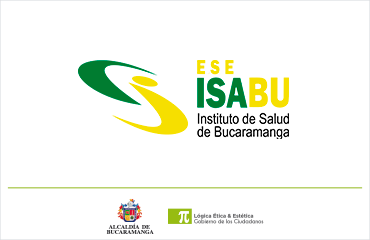 ESE
ISABU
Instituto de Salud
de Bucaramanga
ALCALDÍA DE
BUCARAMANGA
π
Lógica Ética & Estética
Gobierno de los Ciudadanos